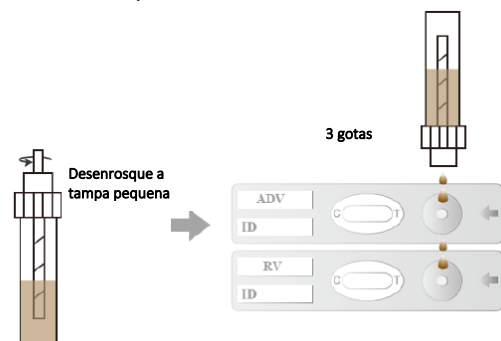 3 gotas
Desenrosque a
tampa pequena
ADV
ID
C T
RV
ID
C T